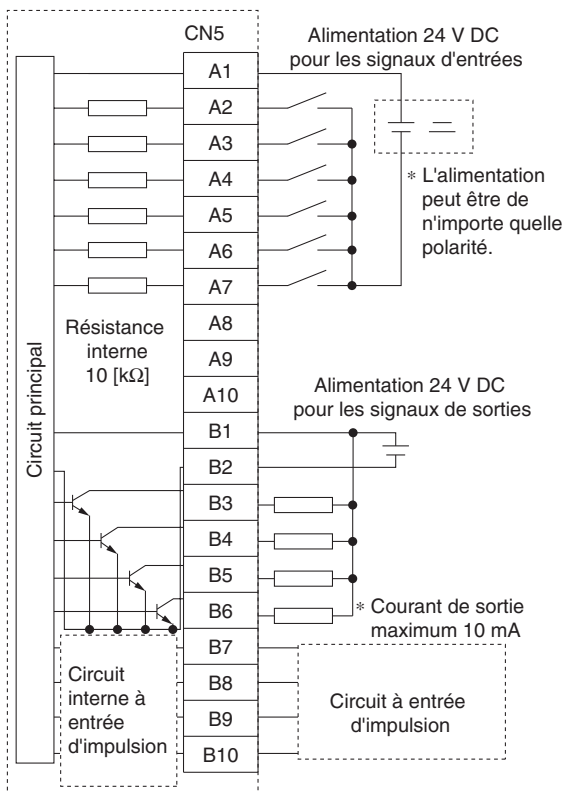 CN5
Alimentation 24 V DC
pour les signaux d'entrées
A1
A2
A3
A4
A5
A6
A7
A8
A9
A10
* L'alimentation
peut être de
n'importe quelle
polarité.
Résistance
interne
10 [kΩ]
Circuit principal
Alimentation 24 V DC
pour les signaux de sorties
B1
B2
B3
B4
B5
B6
B7
B8
B9
B10
* Courant de sortie
maximum 10 mA
Circuit
interne à
entrée
d'impulsion
Circuit à entrée
d'impulsion